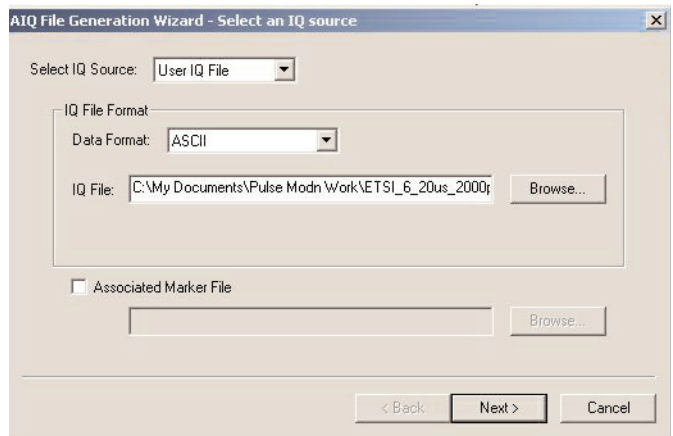 AIQ File Generation Wizard - Select an IQ source
Select IQ Source: User IQ File
IQ File Format
Data Format: ASCII
IQ File: C:\My Documents\Pulse Modn Work\ETSI_6_20us_2000p Browse...
Associated Marker File
Browse...
< Back Next > Cancel